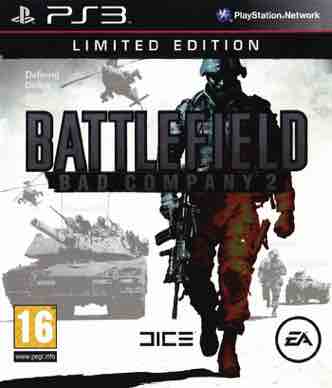 PS3
PlayStation®Network
LIMITED EDITION
BATTLEFIELD
BAD COMPANY 2
16
www.pegi.info
DICE
EA